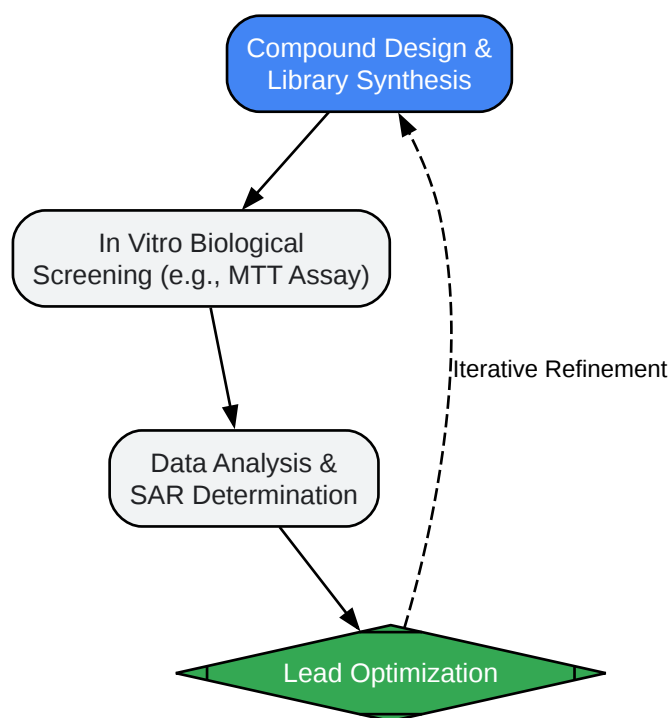 Compound Design &
Library Synthesis
In Vitro Biological
Screening (e.g., MTT Assay)
Iterative Refinement
Data Analysis &
SAR Determination
Lead Optimization